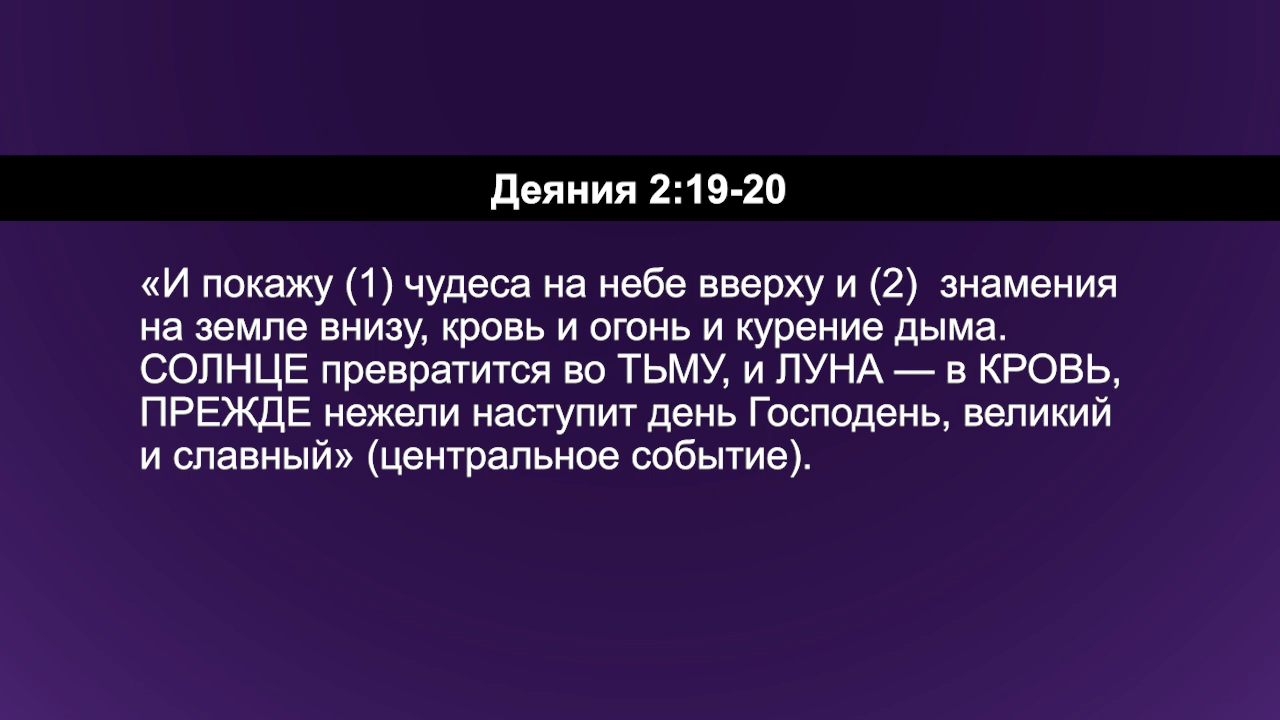 Деяния 2:19-20
«И покажу (1) чудеса на небе вверху и (2)  знамения
на земле внизу, кровь и огонь и курение дыма.
СОЛНЦЕ превратится во ТЬМУ, и ЛУНА — в КРОВЬ,
ПРЕЖДЕ нежели наступит день Господень, великий
и славный» (центральное событие).